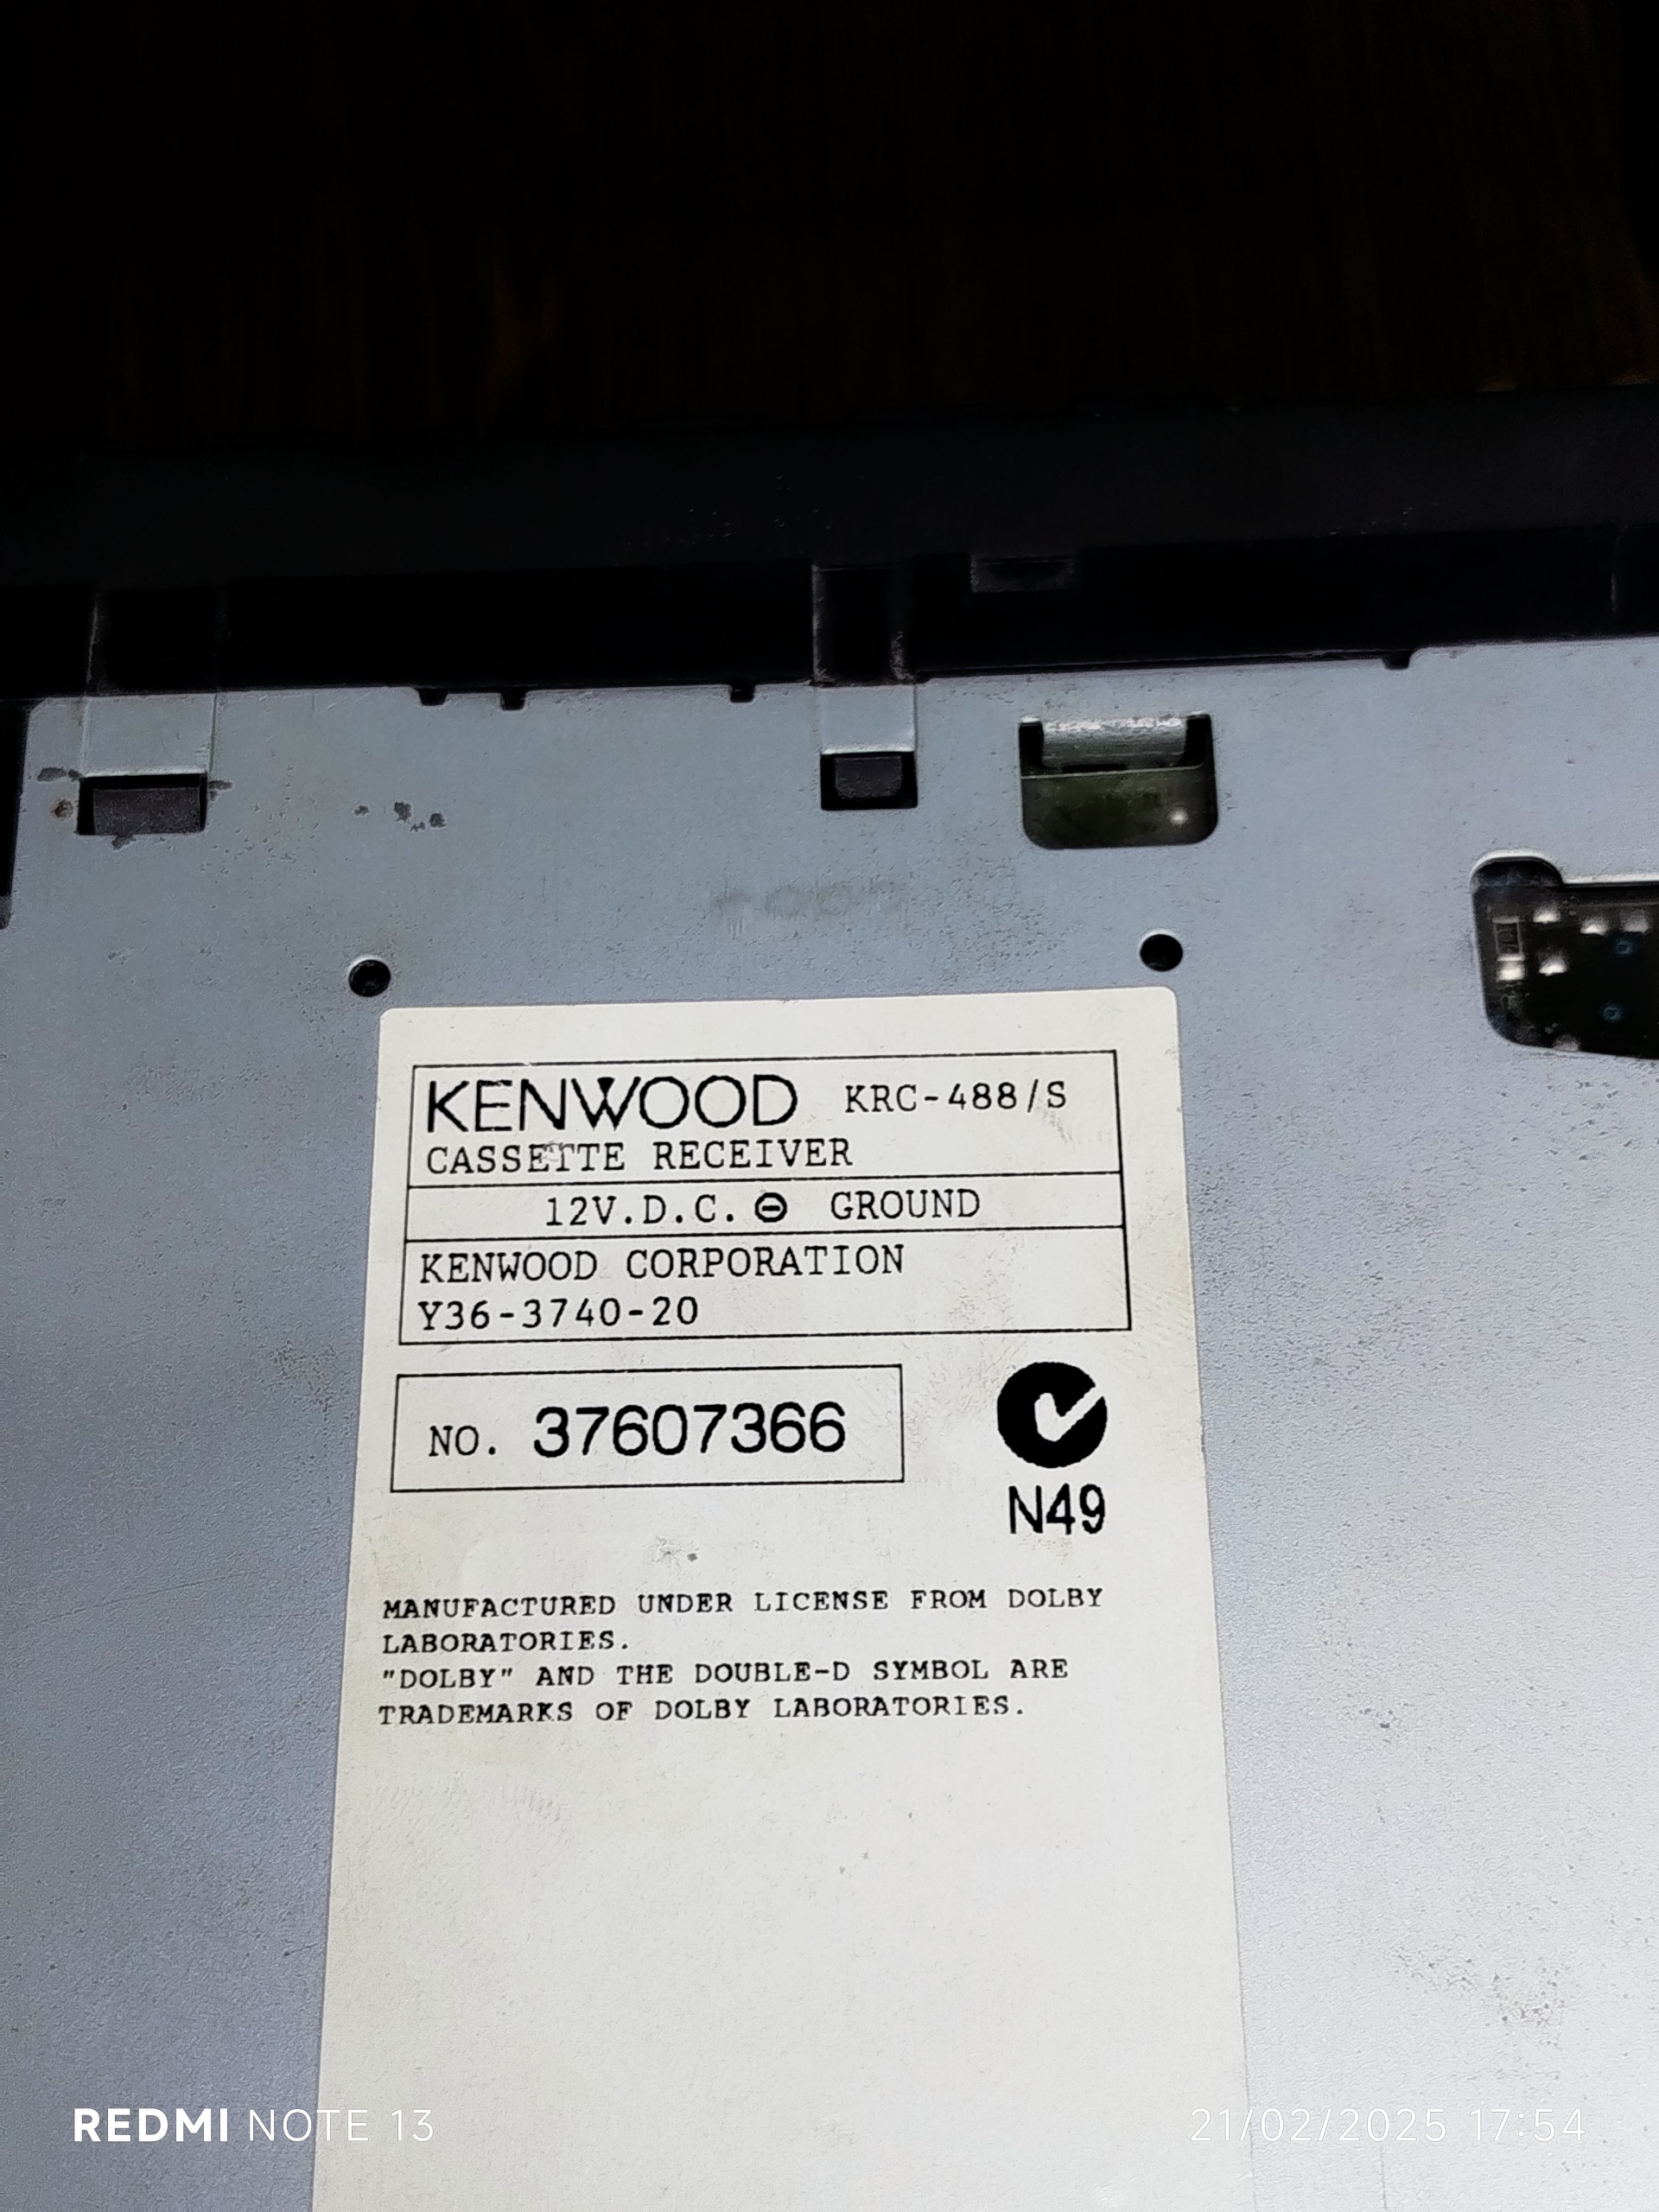 KENWOOD KRC-488/S
CASSETTE RECEIVER
12V.D.C.⊖ GROUND
KENWOOD CORPORATION
Y36-3740-20
NO. 37607366
N49
MANUFACTURED UNDER LICENSE FROM DOLBY
LABORATORIES.
"DOLBY" AND THE DOUBLE-D SYMBOL ARE
TRADEMARKS OF DOLBY LABORATORIES.
REDMI NOTE 13
21/02/2025 17:54